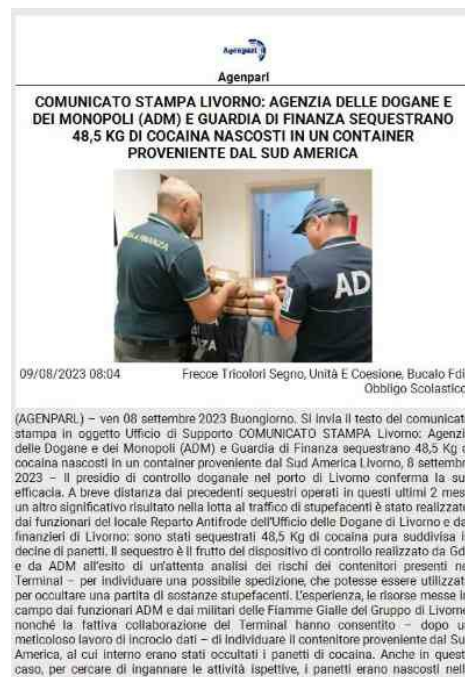 Agenparl
Agenparl
COMUNICATO STAMPA LIVORNO: AGENZIA DELLE DOGANE E
DEI MONOPOLI (ADM) E GUARDIA DI FINANZA SEQUESTRANO
48,5 KG DI COCAINA NASCOSTI IN UN CONTAINER
PROVENIENTE DAL SUD AMERICA
FINANZA
AD
ZA
A
09/08/2023 08:04
Frecce Tricolori Segno, Unità E Coesione, Bucalo Fdi
Obbligo Scolastico
(AGENPARL) – ven 08 settembre 2023 Buongiorno. Si invia il testo del comunicat
stampa in oggetto Ufficio di Supporto COMUNICATO STAMPA Livorno: Agenzi
delle Dogane e dei Monopoli (ADM) e Guardia di Finanza sequestrano 48,5 Kg d
cocaina nascosti in un container proveniente dal Sud America Livorno, 8 settembr
2023 – Il presidio di controllo doganale nel porto di Livorno conferma la su
efficacia. A breve distanza dai precedenti sequestri operati in questi ultimi 2 mes
un altro significativo risultato nella lotta al traffico di stupefacenti è stato realizzat
dai funzionari del locale Reparto Antifrode dell'Ufficio delle Dogane di Livorno e da
finanzieri di Livorno: sono stati sequestrati 48,5 Kg di cocaina pura suddivisa i
decine di panetti. Il sequestro è il frutto del dispositivo di controllo realizzato da Gd
e da ADM all'esito di un'attenta analisi dei rischi dei contenitori presenti ne
Terminal – per individuare una possibile spedizione, che potesse essere utilizzat
per occultare una partita di sostanze stupefacenti. L'esperienza, le risorse messe i
campo dai funzionari ADM e dai militari delle Fiamme Gialle del Gruppo di Livorn
nonché la fattiva collaborazione del Terminal hanno consentito – dopo u
meticoloso lavoro di incrocio dati – di individuare il contenitore proveniente dal Su
America, al cui interno erano stati occultati i panetti di cocaina. Anche in quest
caso, per cercare di ingannare le attività ispettive, i panetti erano nascosti nell